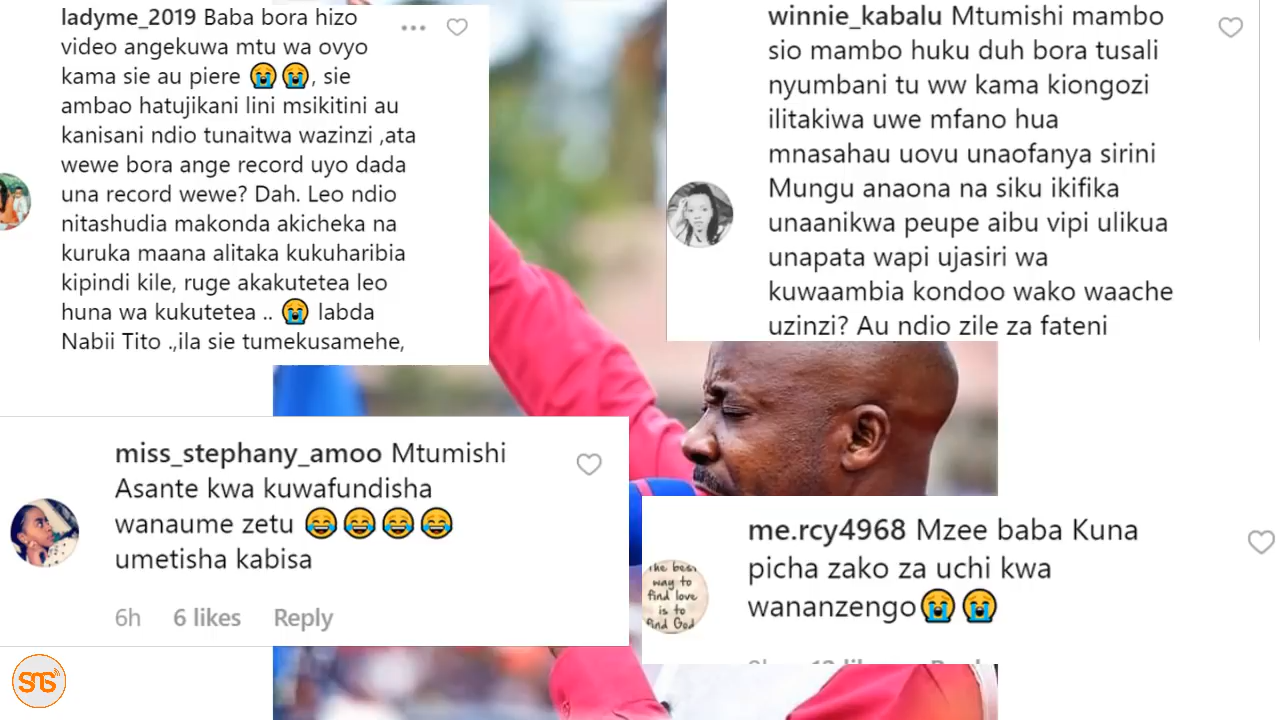 ladyme_2019 Baba bora hizo
video angekuwa mtu wa ovyo
kama sie au piere 😭😭, sie
ambao hatujikani lini msikitini au
kanisani ndio tunaitwa wazinzi ,ata
wewe bora ange record uyo dada
una record wewe? Dah. Leo ndio
nitashudia makonda akicheka na
kuruka maana alitaka kukuharibia
kipindi kile, ruge akakutetea leo
huna wa kukutetea .. 😭 labda
Nabii Tito .,ila sie tumekusamehe,
winnie_kabalu Mtumishi mambo
sio mambo huku duh bora tusali
nyumbani tu ww kama kiongozi
ilitakiwa uwe mfano hua
mnasahau uovu unaofanya sirini
Mungu anaona na siku ikifika
unaanikwa peupe aibu vipi ulikua
unapata wapi ujasiri wa
kuwaambia kondoo wako waache
uzinzi? Au ndio zile za fateni
miss_stephany_amoo Mtumishi
Asante kwa kuwafundisha
wanaume zetu 😂😂😂😂
umetisha kabisa
6h 6 likes Reply
me.rcy4968 Mzee baba Kuna
picha zako za uchi kwa
wananzengo😭😭
the best
way to
find love
is to
find God
SNS